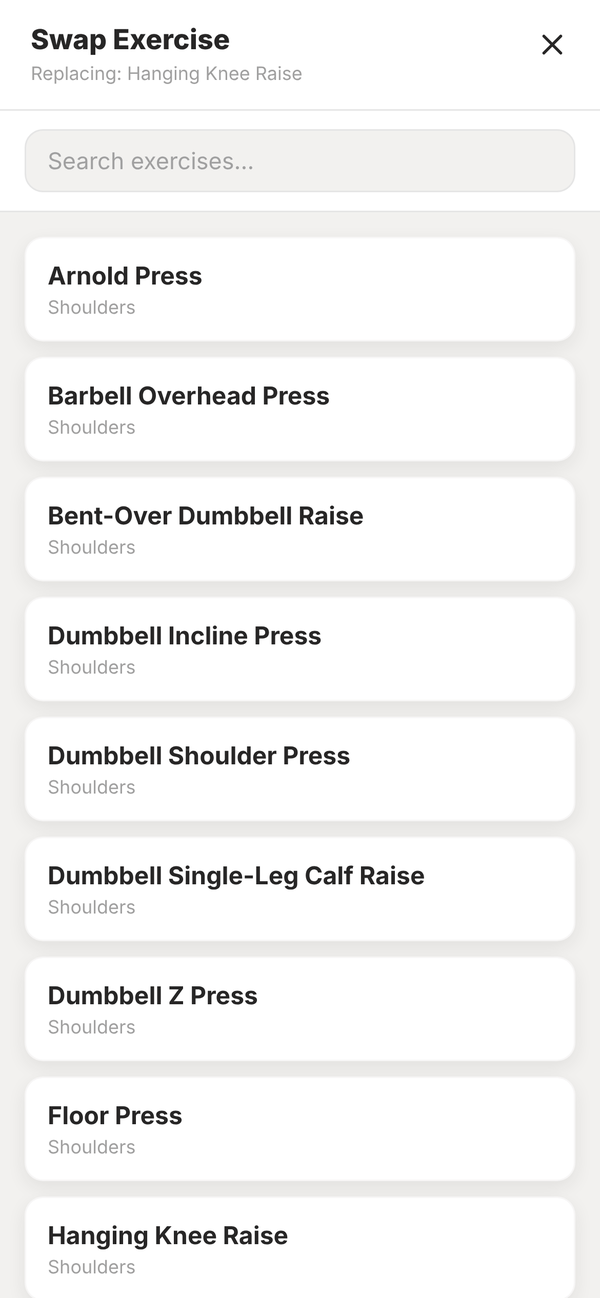 Swap Exercise
Replacing: Hanging Knee Raise
Search exercises...
Arnold Press
Shoulders
Barbell Overhead Press
Shoulders
Bent-Over Dumbbell Raise
Shoulders
Dumbbell Incline Press
Shoulders
Dumbbell Shoulder Press
Shoulders
Dumbbell Single-Leg Calf Raise
Shoulders
Dumbbell Z Press
Shoulders
Floor Press
Shoulders
Hanging Knee Raise
Shoulders